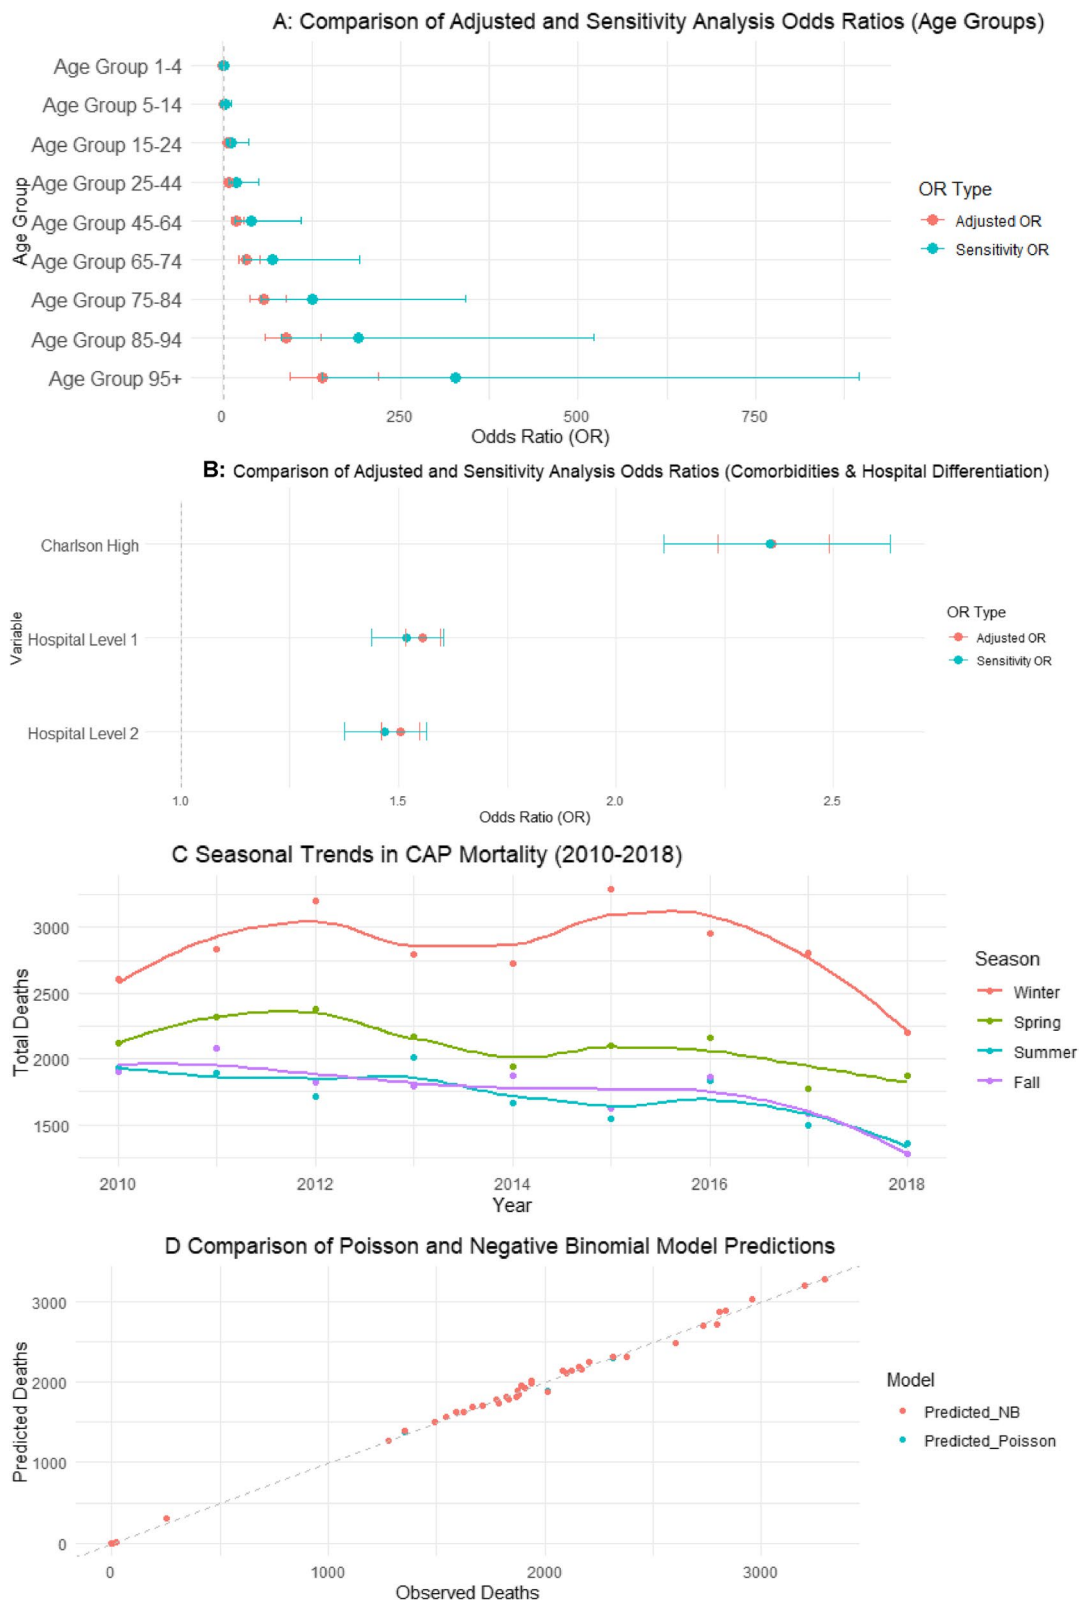 A: Comparison of Adjusted and Sensitivity Analysis Odds Ratios (Age Groups)
Age Group
Age Group 1-4
Age Group 5-14
Age Group 15-24
Age Group 25-44
Age Group 45-64
Age Group 65-74
Age Group 75-84
Age Group 85-94
Age Group 95+
0 250 500 750
Odds Ratio (OR)
OR Type
Adjusted OR
Sensitivity OR
B: Comparison of Adjusted and Sensitivity Analysis Odds Ratios (Comorbidities & Hospital Differentiation)
Variable
Charlson High
Hospital Level 1
Hospital Level 2
1.0 1.5 2.0 2.5
Odds Ratio (OR)
OR Type
Adjusted OR
Sensitivity OR
C Seasonal Trends in CAP Mortality (2010-2018)
Total Deaths
3000
2500
2000
1500
2010 2012 2014 2016 2018
Year
Season
Winter
Spring
Summer
Fall
D Comparison of Poisson and Negative Binomial Model Predictions
Predicted Deaths
3000
2000
1000
0
0 1000 2000 3000
Observed Deaths
Model
Predicted_NB
Predicted_Poisson